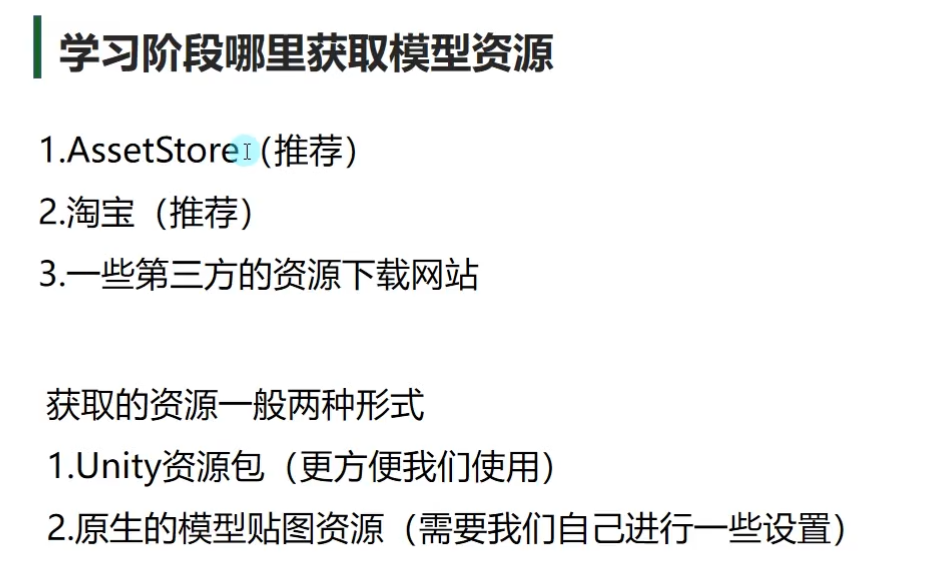 学习阶段哪里获取模型资源
1.AssetStore（推荐）
2.淘宝（推荐）
3.一些第三方的资源下载网站
获取的资源一般两种形式
1.Unity资源包（更方便我们使用）
2.原生的模型贴图资源（需要我们自己进行一些设置）